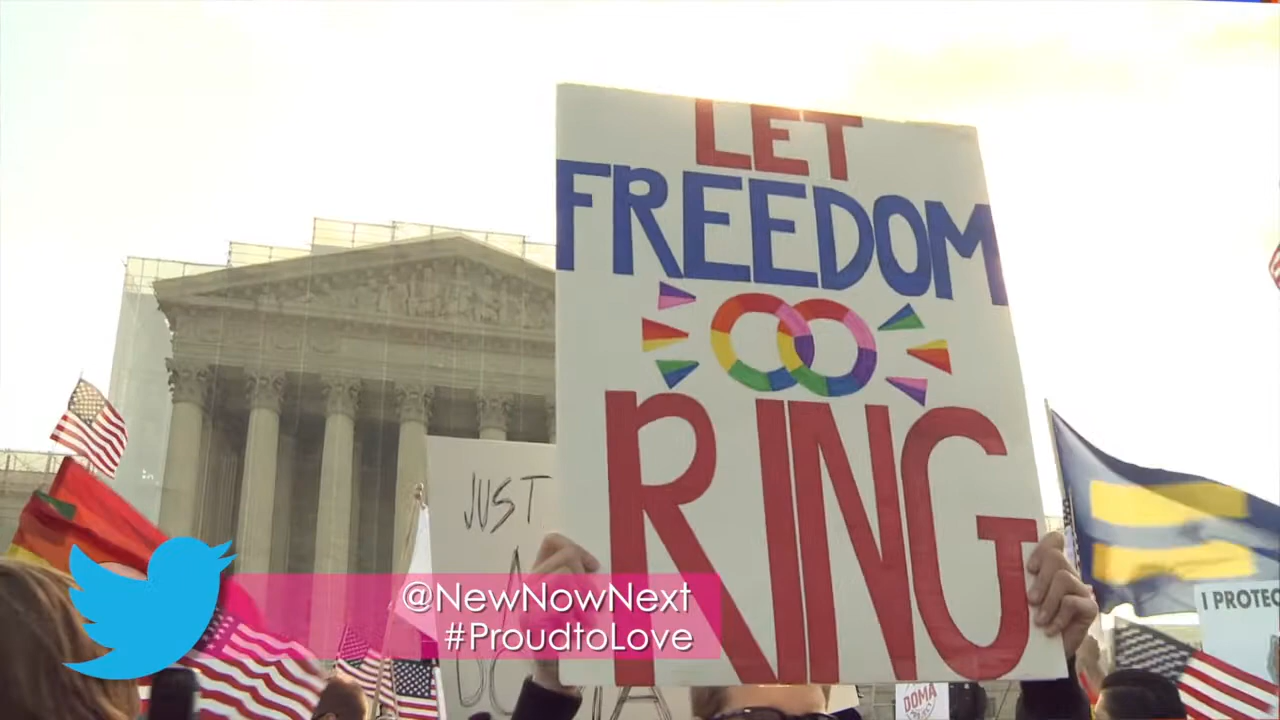 LET
FREEDOM
RING
JUST
I PROTEC
@NewNowNext
#ProudtoLove
DOMA